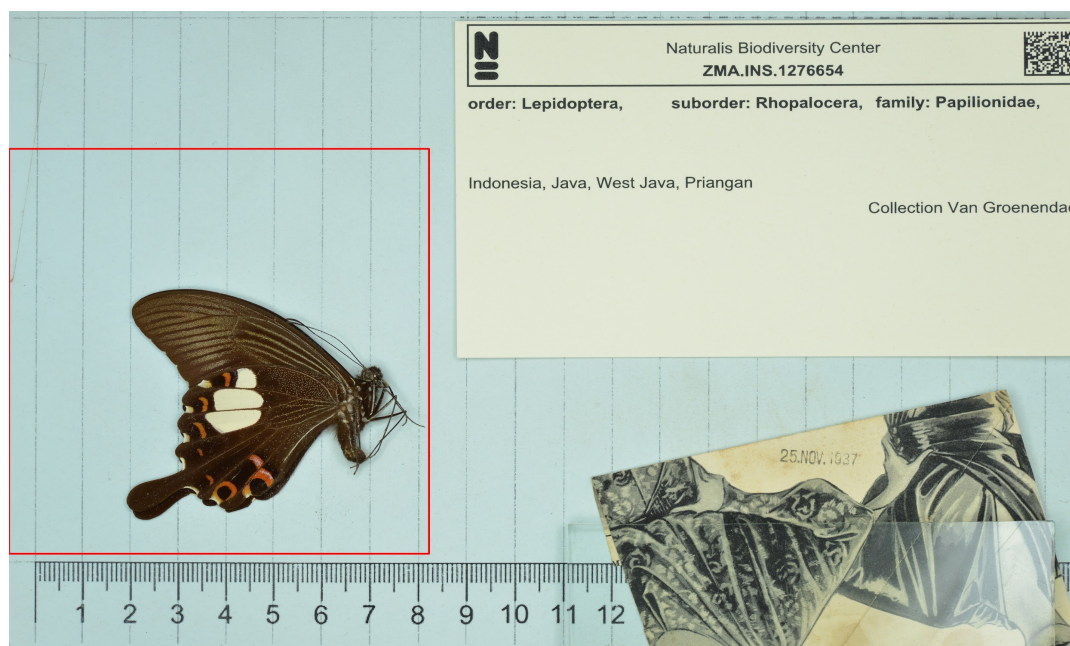 Naturalis Biodiversity Center
ZMA.INS.1276654
order: Lepidoptera, suborder: Rhopalocera, family: Papilionidae,
Indonesia, Java, West Java, Priangan
Collection Van
25.NOV.1937
1 2 3 4 5 6 7 8 9 10 11 12